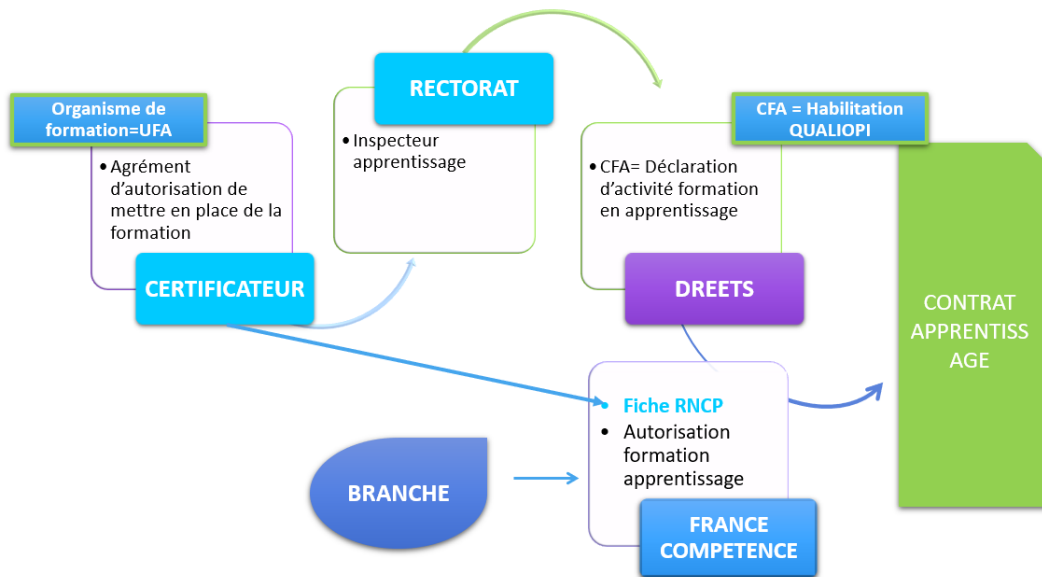 Organisme de
formation=UFA
• Agrément
d'autorisation de
mettre en place de la
formation
CERTIFICATEUR
RECTORAT
• Inspecteur
apprentissage
CFA = Habilitation
QUALIOPI
• CFA= Déclaration
d'activité formation
en apprentissage
DREETS
CONTRAT
APPRENTISS
AGE
• Fiche RNCP
• Autorisation
formation
apprentissage
BRANCHE
FRANCE
COMPETENCE